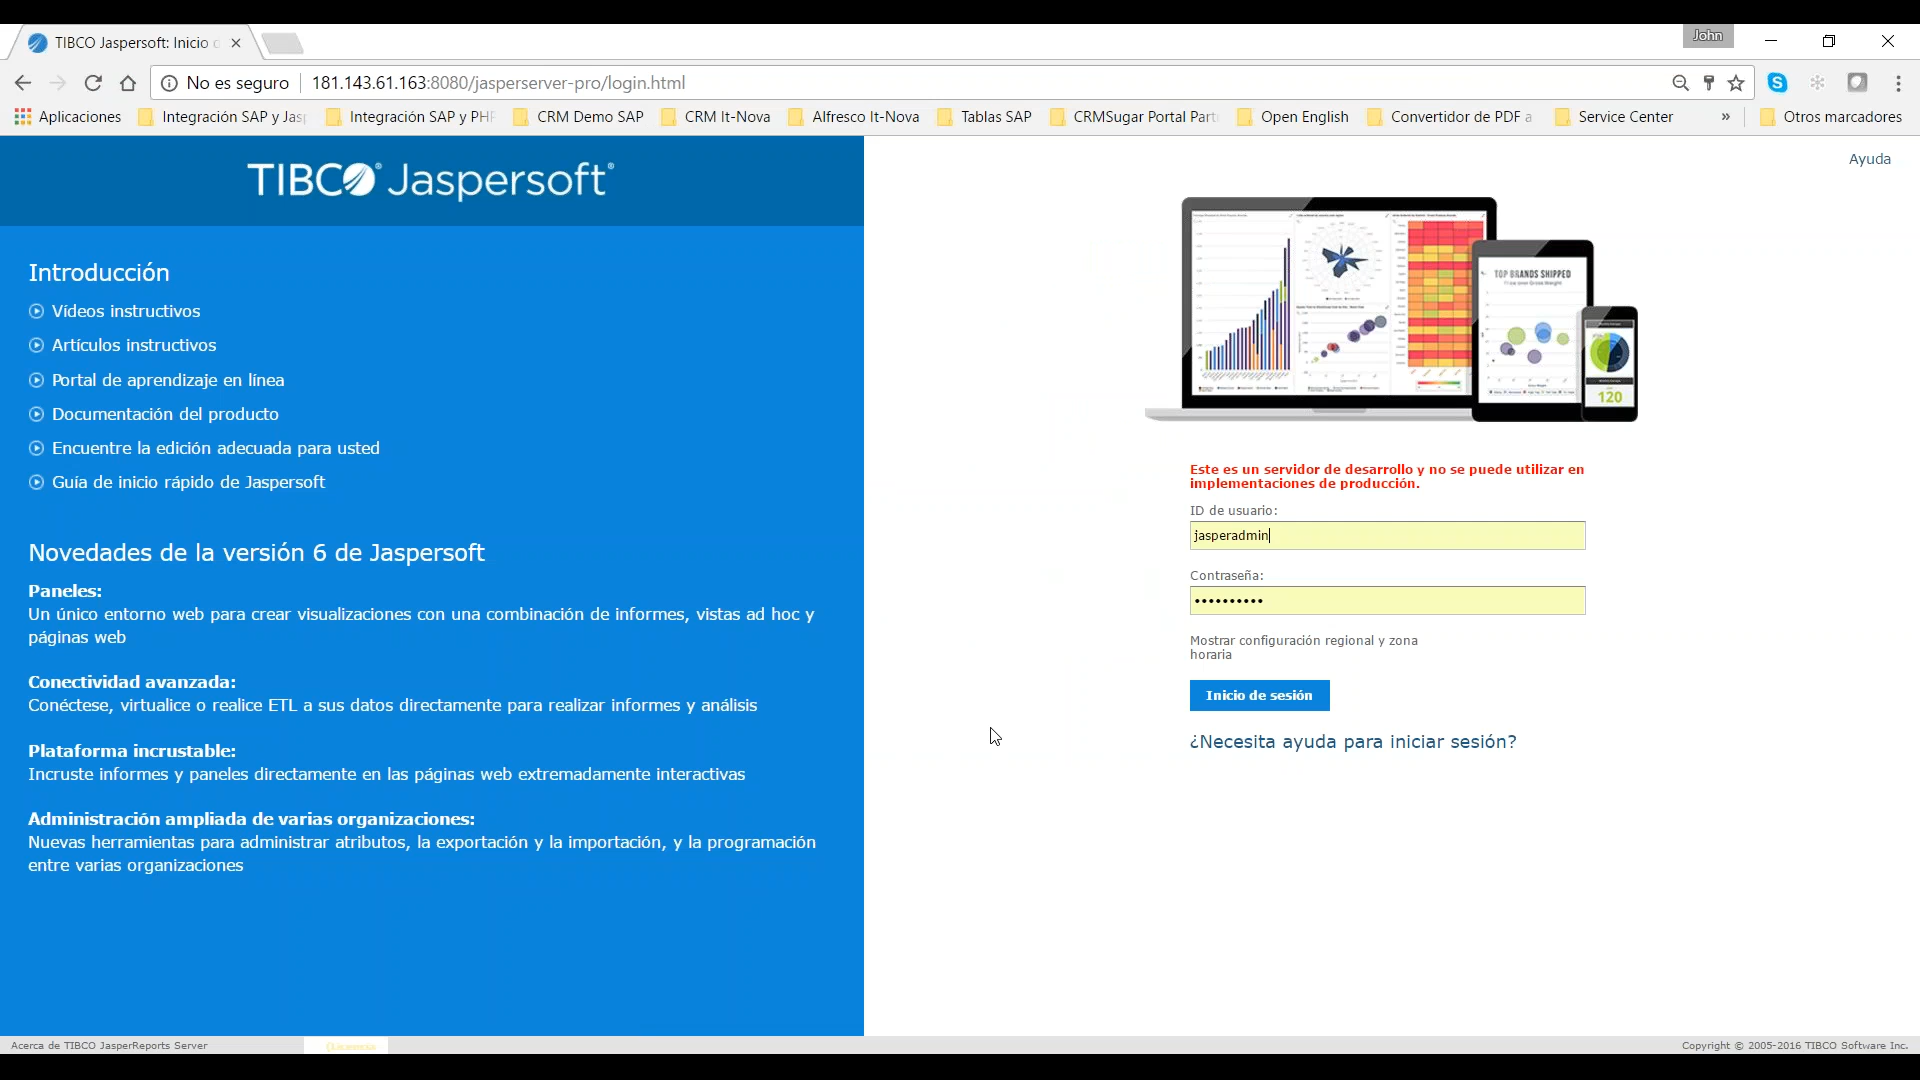 TIBCO Jaspersoft: Inicio
John
No es seguro
181.143.61.163:8080/jasperserver-pro/login.html
Aplicaciones
Integración SAP y Jasp
Integración SAP y PHP
CRM Demo SAP
CRM It-Nova
Alfresco It-Nova
Tablas SAP
CRMSugar Portal Part
Open English
Convertidor de PDF a
Service Center
»
Otros marcadores
TIBCO® Jaspersoft®
Introducción
Vídeos instructivos
Artículos instructivos
Portal de aprendizaje en línea
Documentación del producto
Encuentre la edición adecuada para usted
Guía de inicio rápido de Jaspersoft
Novedades de la versión 6 de Jaspersoft
Paneles:
Un único entorno web para crear visualizaciones con una combinación de informes, vistas ad hoc y
páginas web
Conectividad avanzada:
Conéctese, virtualice o realice ETL a sus datos directamente para realizar informes y análisis
Plataforma incrustable:
Incruste informes y paneles directamente en las páginas web extremadamente interactivas
Administración ampliada de varias organizaciones:
Nuevas herramientas para administrar atributos, la exportación y la importación, y la programación
entre varias organizaciones
Ayuda
TOP BRANDS SHIPPED
120
Este es un servidor de desarrollo y no se puede utilizar en
implementaciones de producción.
ID de usuario:
jasperadmin
Contraseña:
••••••••••
Mostrar configuración regional y zona
horaria
Inicio de sesión
¿Necesita ayuda para iniciar sesión?
Acerca de TIBCO JasperReports Server
Copyright © 2005-2016 TIBCO Software Inc.